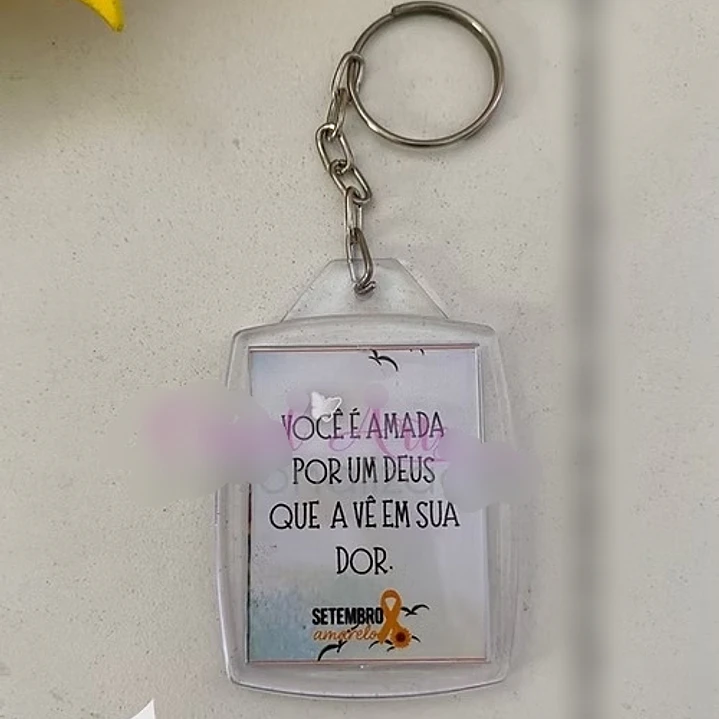 VOCÊ É AMADA
POR UM DEUS
QUE A VÊ EM SUA
DOR.
SETEMBRO
amarelo